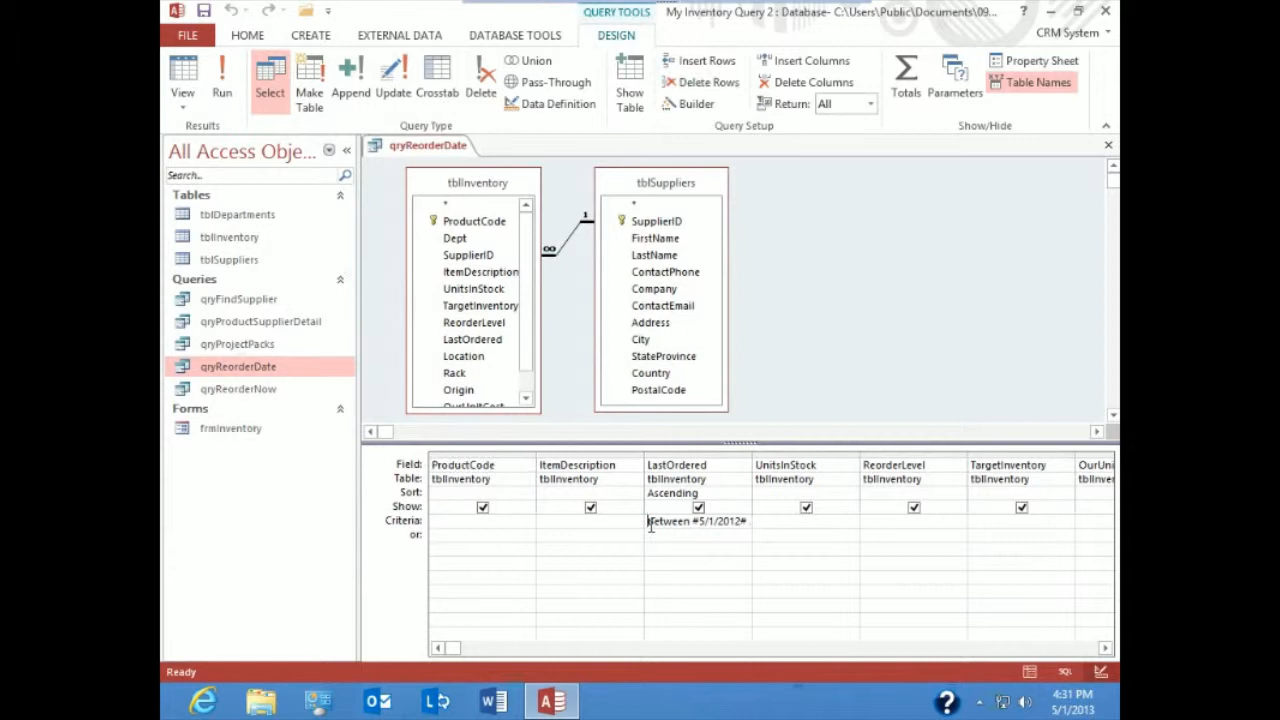 QUERY TOOLS
My Inventory Query 2 : Database- C:\Users\Public\Documents\09...
?
FILE
HOME
CREATE
EXTERNAL DATA
DATABASE TOOLS
DESIGN
CRM System
View
Run
Results
Select
Make
Table
Append
Update
Crosstab
Delete
Union
Pass-Through
Data Definition
Query Type
Show
Table
Insert Rows
Delete Rows
Builder
Insert Columns
Delete Columns
Return: All
Query Setup
Totals
Parameters
Property Sheet
Table Names
Show/Hide
All Access Obje...
Search...
Tables
tblDepartments
tblInventory
tblSuppliers
Queries
qryFindSupplier
qryProductSupplierDetail
qryProjectPacks
qryReorderDate
qryReorderNow
Forms
frmInventory
qryReorderDate
tblInventory
*
ProductCode
Dept
SupplierID
ItemDescription
UnitsInStock
TargetInventory
ReorderLevel
LastOrdered
Location
Rack
Origin
OurUnitCost
∞
1
tblSuppliers
*
SupplierID
FirstName
LastName
ContactPhone
Company
ContactEmail
Address
City
StateProvince
Country
PostalCode
Field: ProductCode ItemDescription LastOrdered UnitsInStock ReorderLevel TargetInventory OurUni
Table: tblInventory tblInventory tblInventory tblInventory tblInventory tblInventory tblInven
Sort: Ascending
Show:
Criteria: Between #5/1/2012#
or:
Ready
SQL
?
4:31 PM
5/1/2013